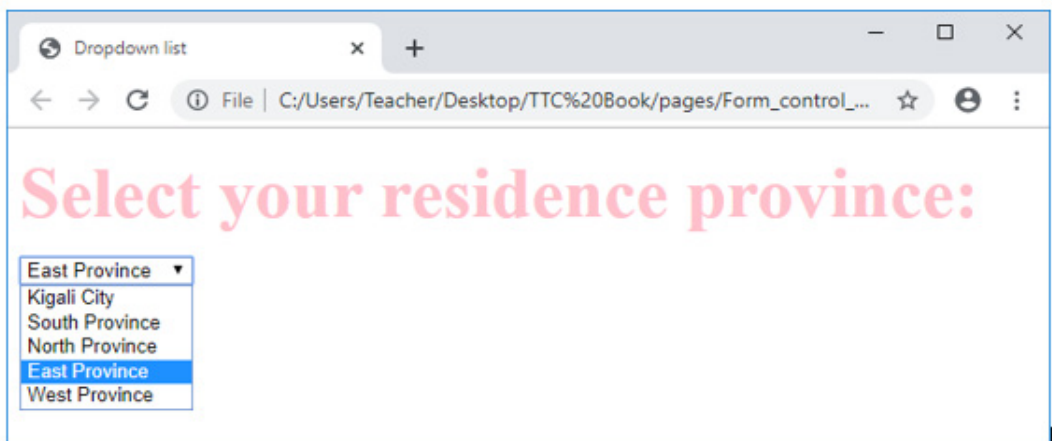 Dropdown list
File | C:/Users/Teacher/Desktop/TTC%20Book/pages/Form_control_...
Select your residence province:
East Province
Kigali City
South Province
North Province
East Province
West Province